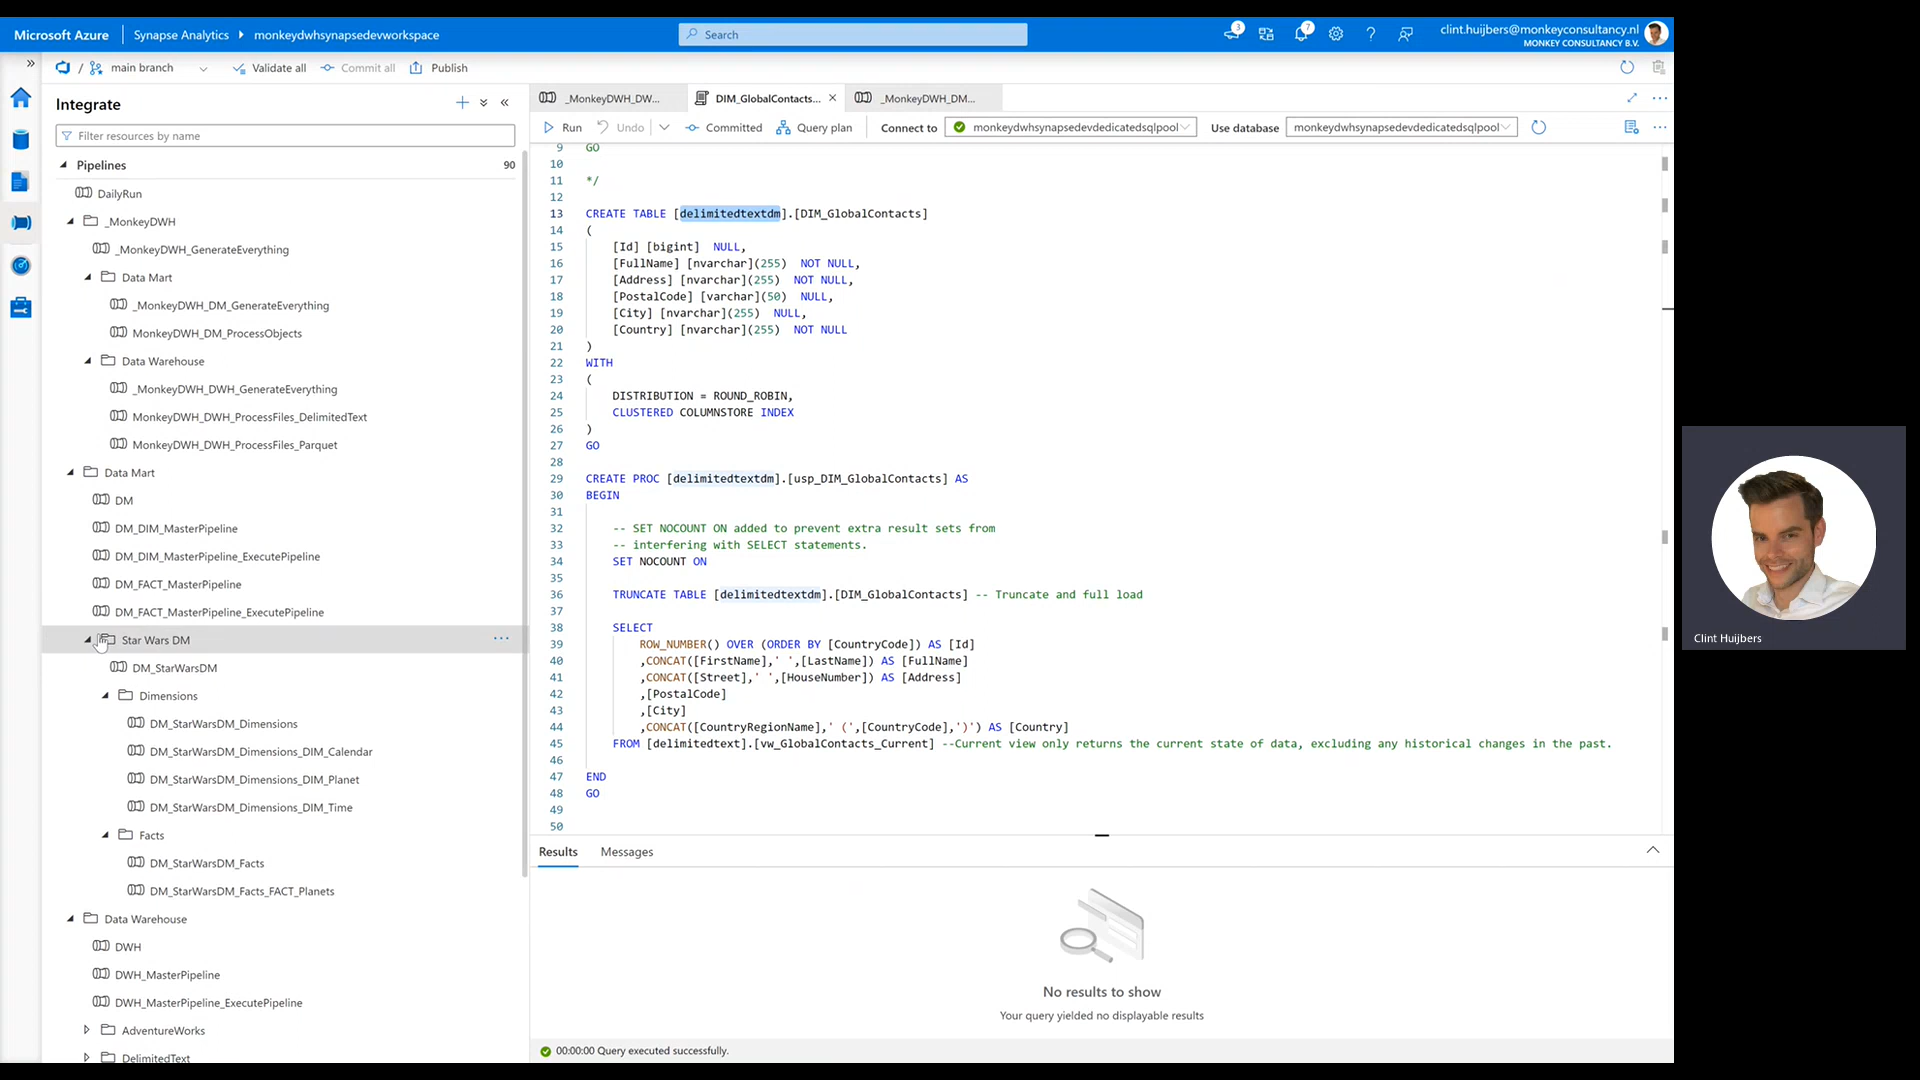 Microsoft Azure
Synapse Analytics
monkeydwhsynapsedevworkspace
Search
3
7
?
clint.huijbers@monkeyconsultancy.nl
MONKEY CONSULTANCY B.V.
/ main branch
Validate all
Commit all
Publish
Integrate
Filter resources by name
Pipelines 90
DailyRun
_MonkeyDWH
_MonkeyDWH_GenerateEverything
Data Mart
_MonkeyDWH_DM_GenerateEverything
MonkeyDWH_DM_ProcessObjects
Data Warehouse
_MonkeyDWH_DWH_GenerateEverything
MonkeyDWH_DWH_ProcessFiles_DelimitedText
MonkeyDWH_DWH_ProcessFiles_Parquet
Data Mart
DM
DM_DIM_MasterPipeline
DM_DIM_MasterPipeline_ExecutePipeline
DM_FACT_MasterPipeline
DM_FACT_MasterPipeline_ExecutePipeline
Star Wars DM
DM_StarWarsDM
Dimensions
DM_StarWarsDM_Dimensions
DM_StarWarsDM_Dimensions_DIM_Calendar
DM_StarWarsDM_Dimensions_DIM_Planet
DM_StarWarsDM_Dimensions_DIM_Time
Facts
DM_StarWarsDM_Facts
DM_StarWarsDM_Facts_FACT_Planets
Data Warehouse
DWH
DWH_MasterPipeline
DWH_MasterPipeline_ExecutePipeline
AdventureWorks
DelimitedText
_MonkeyDWH_DW...
DIM_GlobalContacts...
_MonkeyDWH_DM...
Run
Undo
Committed
Query plan
Connect to
monkeydwhsynapsedevdedicatedsqlpool
Use database
monkeydwhsynapsedevdedicatedsqlpool
9 GO
10
11 */
12
13 CREATE TABLE [delimitedtextdm].[DIM_GlobalContacts]
14 (
15 [Id] [bigint] NULL,
16 [FullName] [nvarchar](255) NOT NULL,
17 [Address] [nvarchar](255) NOT NULL,
18 [PostalCode] [varchar](50) NULL,
19 [City] [nvarchar](255) NULL,
20 [Country] [nvarchar](255) NOT NULL
21 )
22 WITH
23 (
24 DISTRIBUTION = ROUND_ROBIN,
25 CLUSTERED COLUMNSTORE INDEX
26 )
27 GO
28
29 CREATE PROC [delimitedtextdm].[usp_DIM_GlobalContacts] AS
30 BEGIN
31
32 -- SET NOCOUNT ON added to prevent extra result sets from
33 -- interfering with SELECT statements.
34 SET NOCOUNT ON
35
36 TRUNCATE TABLE [delimitedtextdm].[DIM_GlobalContacts] -- Truncate and full load
37
38 SELECT
39 ROW_NUMBER() OVER (ORDER BY [CountryCode]) AS [Id]
40 ,CONCAT([FirstName],' ',[LastName]) AS [FullName]
41 ,CONCAT([Street],' ',[HouseNumber]) AS [Address]
42 ,[PostalCode]
43 ,[City]
44 ,CONCAT([CountryRegionName],' (',[CountryCode],')') AS [Country]
45 FROM [delimitedtext].[vw_GlobalContacts_Current] --Current view only returns the current state of data, excluding any historical changes in the past.
46
47 END
48 GO
49
50
Results
Messages
No results to show
Your query yielded no displayable results
00:00:00 Query executed successfully.
Clint Huijbers